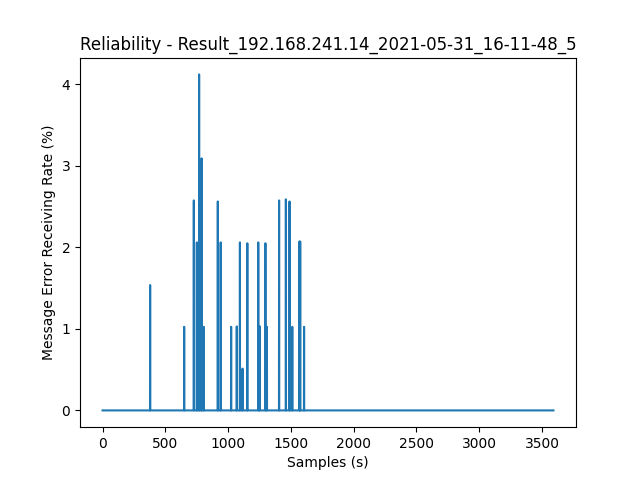 Reliability - Result_192.168.241.14_2021-05-31_16-11-48_5
4
3
2
1
0
Message Error Receiving Rate (%)
0 500 1000 1500 2000 2500 3000 3500
Samples (s)